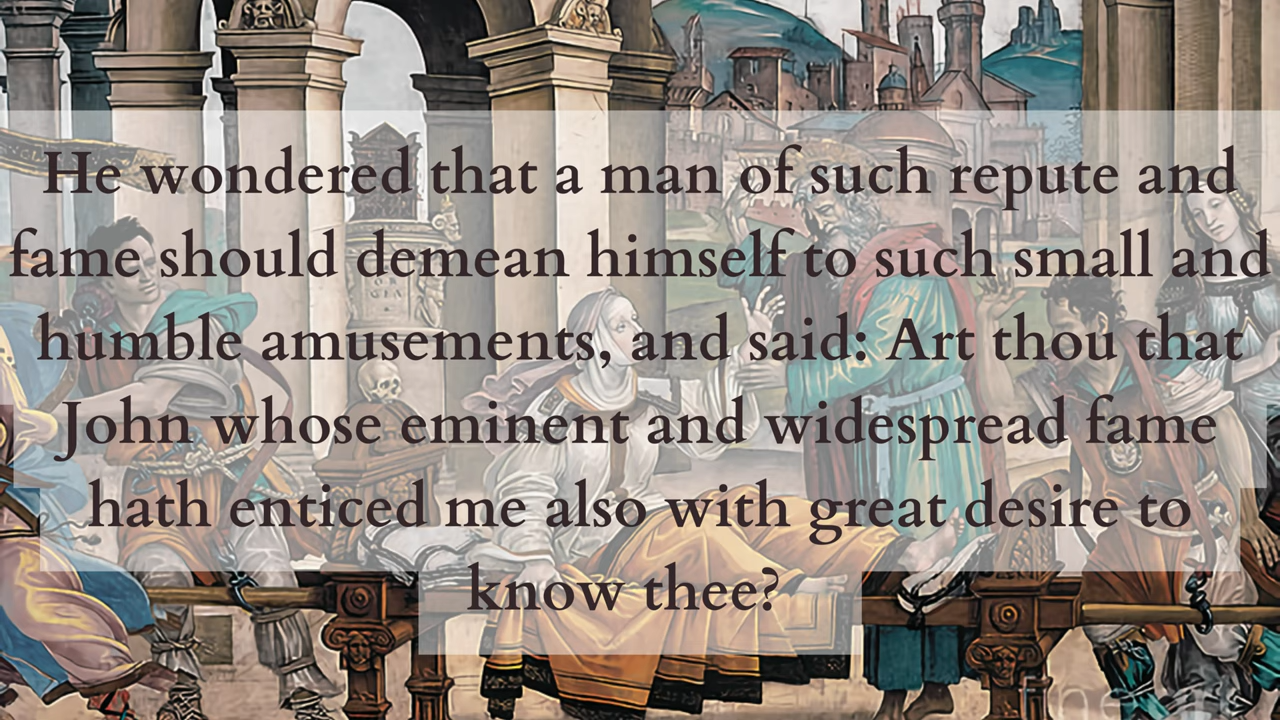 He wondered that a man of such repute and
fame should demean himself to such small and
humble amusements, and said: Art thou that
John whose eminent and widespread fame
hath enticed me also with great desire to
know thee?
OR
GIA